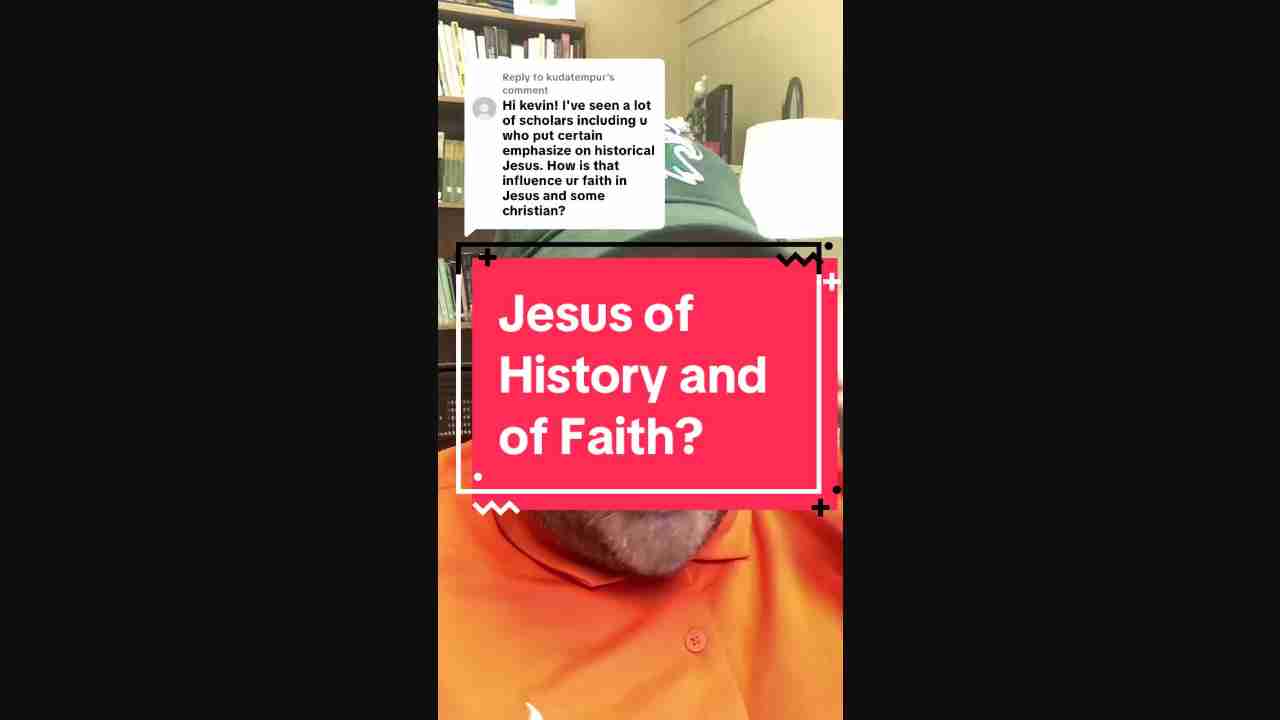 Reply to kudatempur's
comment
Hi kevin! I've seen a lot
of scholars including u
who put certain
emphasize on historical
Jesus. How is that
influence ur faith in
Jesus and some
christian?
Jesus of
History and
of Faith?